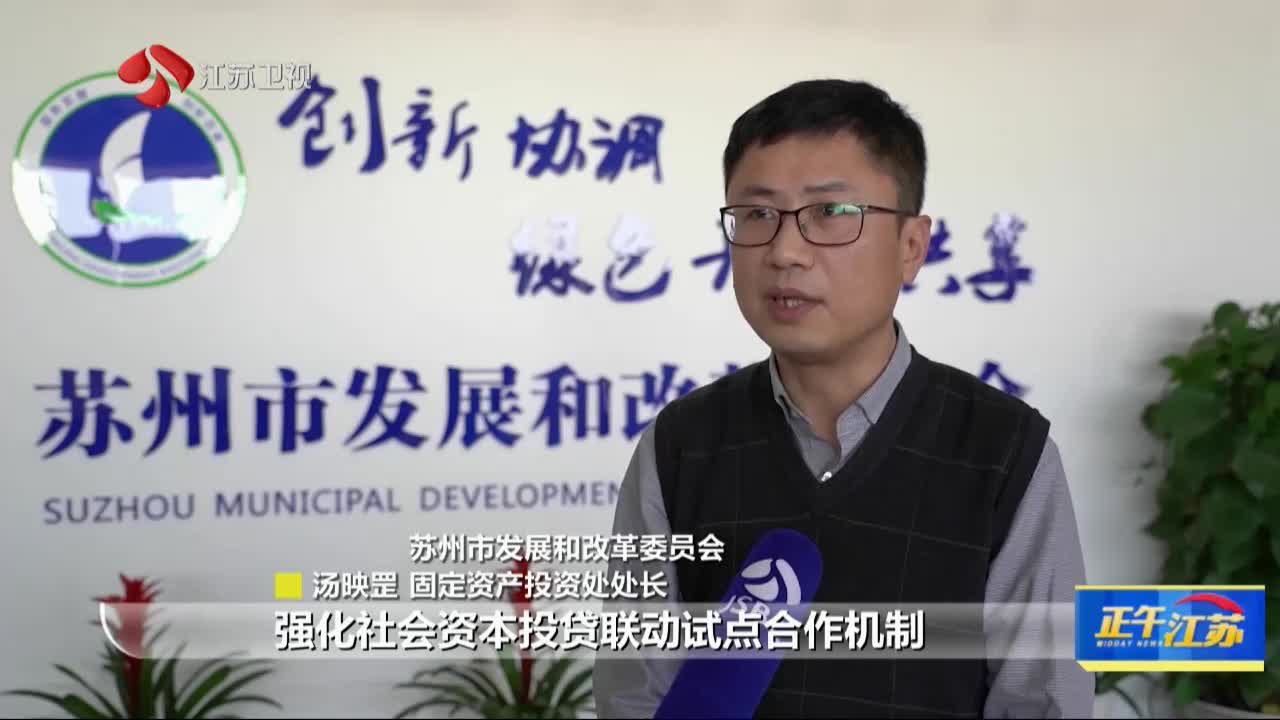 江苏卫视
创新 协调
绿色 共享
苏州市发展和改
SUZHOU MUNICIPAL DEVELOPMEN
苏州市发展和改革委员会
汤映罡 固定资产投资处处长
强化社会资本投贷联动试点合作机制
JSB
正午江苏
MIDDAY NEWS